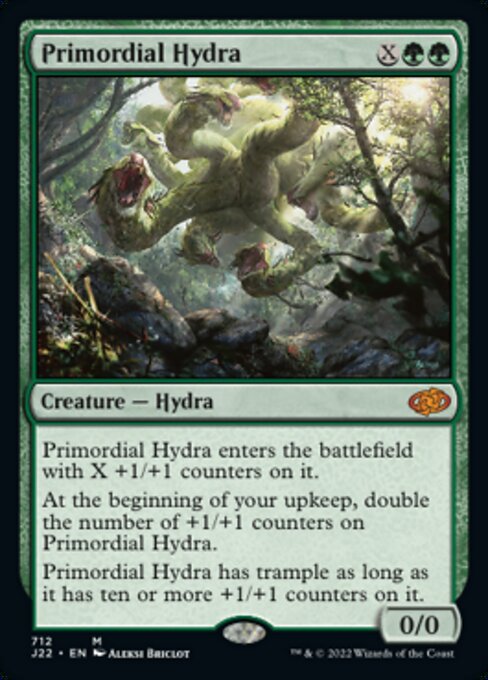 Primordial Hydra X
Creature — Hydra
Primordial Hydra enters the battlefield
with X +1/+1 counters on it.
At the beginning of your upkeep, double
the number of +1/+1 counters on
Primordial Hydra.
Primordial Hydra has trample as long as
it has ten or more +1/+1 counters on it.
0/0
712 M
J22 • EN ALEKSI BRICLOT ™ & © 2022 Wizards of the Coast